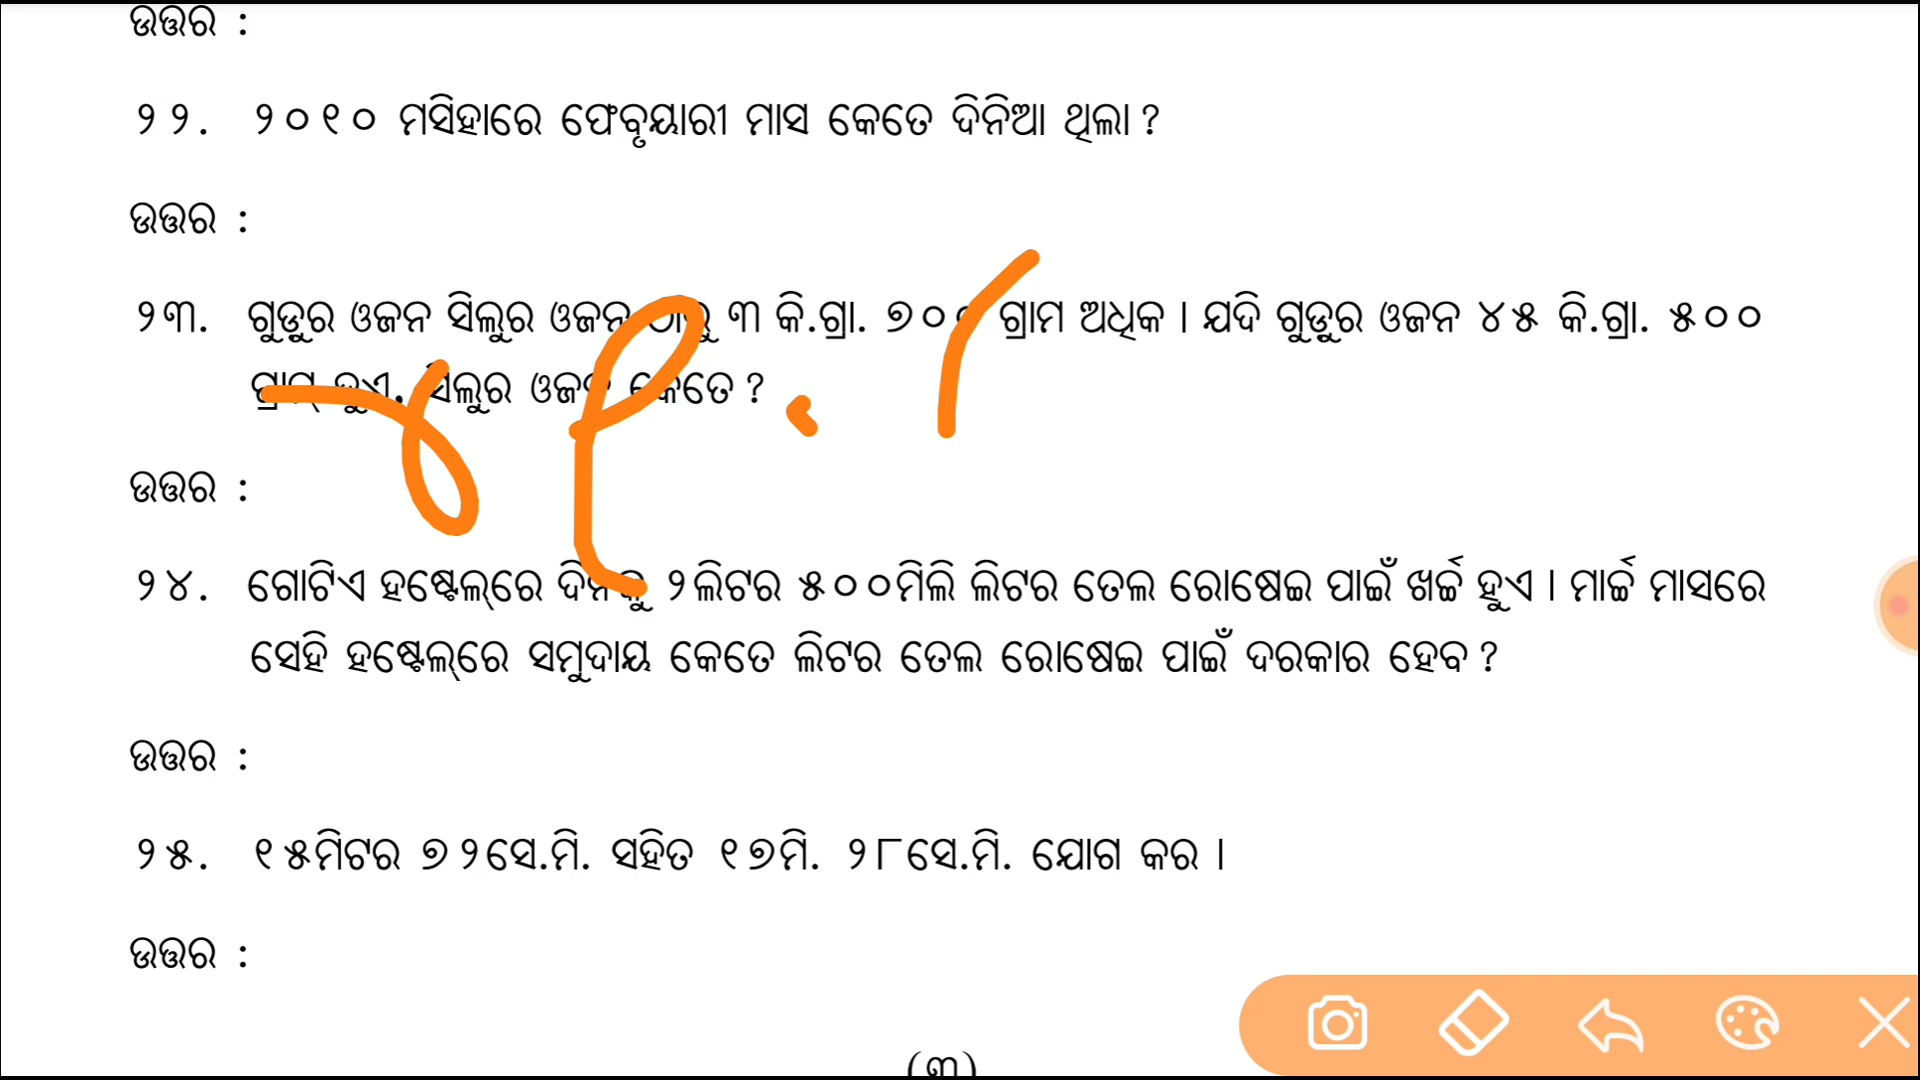 ଉତ୍ତର :
୨୨. ୨୦୧୦ ମସିହାରେ ଫେବୃୟାରୀ ମାସ କେତେ ଦିନିଆ ଥିଲା ?
ଉତ୍ତର :
୨୩. ଗୁଡୁର ଓଜନ ସିଲୁର ଓଜନ ଠାରୁ ୩ କି.ଗ୍ରା. ୭୦୦ ଗ୍ରାମ ଅଧିକ । ଯଦି ଗୁଡୁର ଓଜନ ୪୫ କି.ଗ୍ରା. ୫୦୦
ଗ୍ରାମ୍ ହୁଏ, ସିଲୁର ଓଜନ କେତେ ?
ଉତ୍ତର :
୨୪. ଗୋଟିଏ ହଷ୍ଟେଲ୍‌ରେ ଦିନକୁ ୨ଲିଟର ୫୦୦ମିଲି ଲିଟର ତେଲ ରୋଷେଇ ପାଇଁ ଖର୍ଚ୍ଚ ହୁଏ । ମାର୍ଚ୍ଚ ମାସରେ
ସେହି ହଷ୍ଟେଲ୍‌ରେ ସମୁଦାୟ କେତେ ଲିଟର ତେଲ ରୋଷେଇ ପାଇଁ ଦରକାର ହେବ ?
ଉତ୍ତର :
୨୫. ୧୫ମିଟର ୭୨ସେ.ମି. ସହିତ ୧୭ମି. ୨୮ସେ.ମି. ଯୋଗ କର ।
ଉତ୍ତର :
(୩)